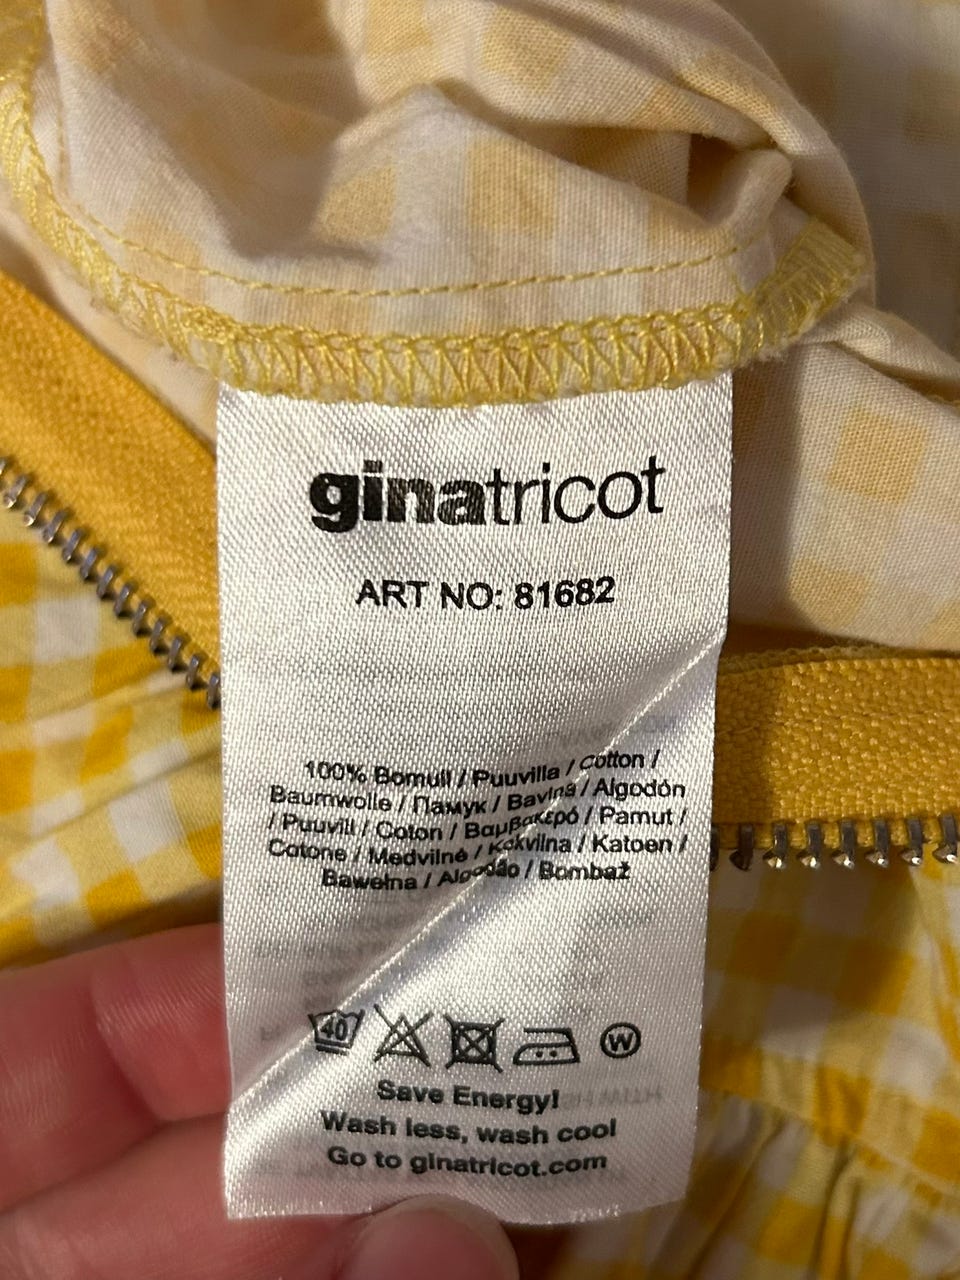 ginatricot
ART NO: 81682
100% Bomull / Puuvilla / Cotton /
Baumwolle / Памук / Bavlna / Algodón
/ Puuvill / Coton / Βαμβακερό / Pamut /
Cotone / Medvilnė / Kokvilna / Katoen /
Bawełna / Algodão / Bombaž
40 W
Save Energy!
Wash less, wash cool
Go to ginatricot.com